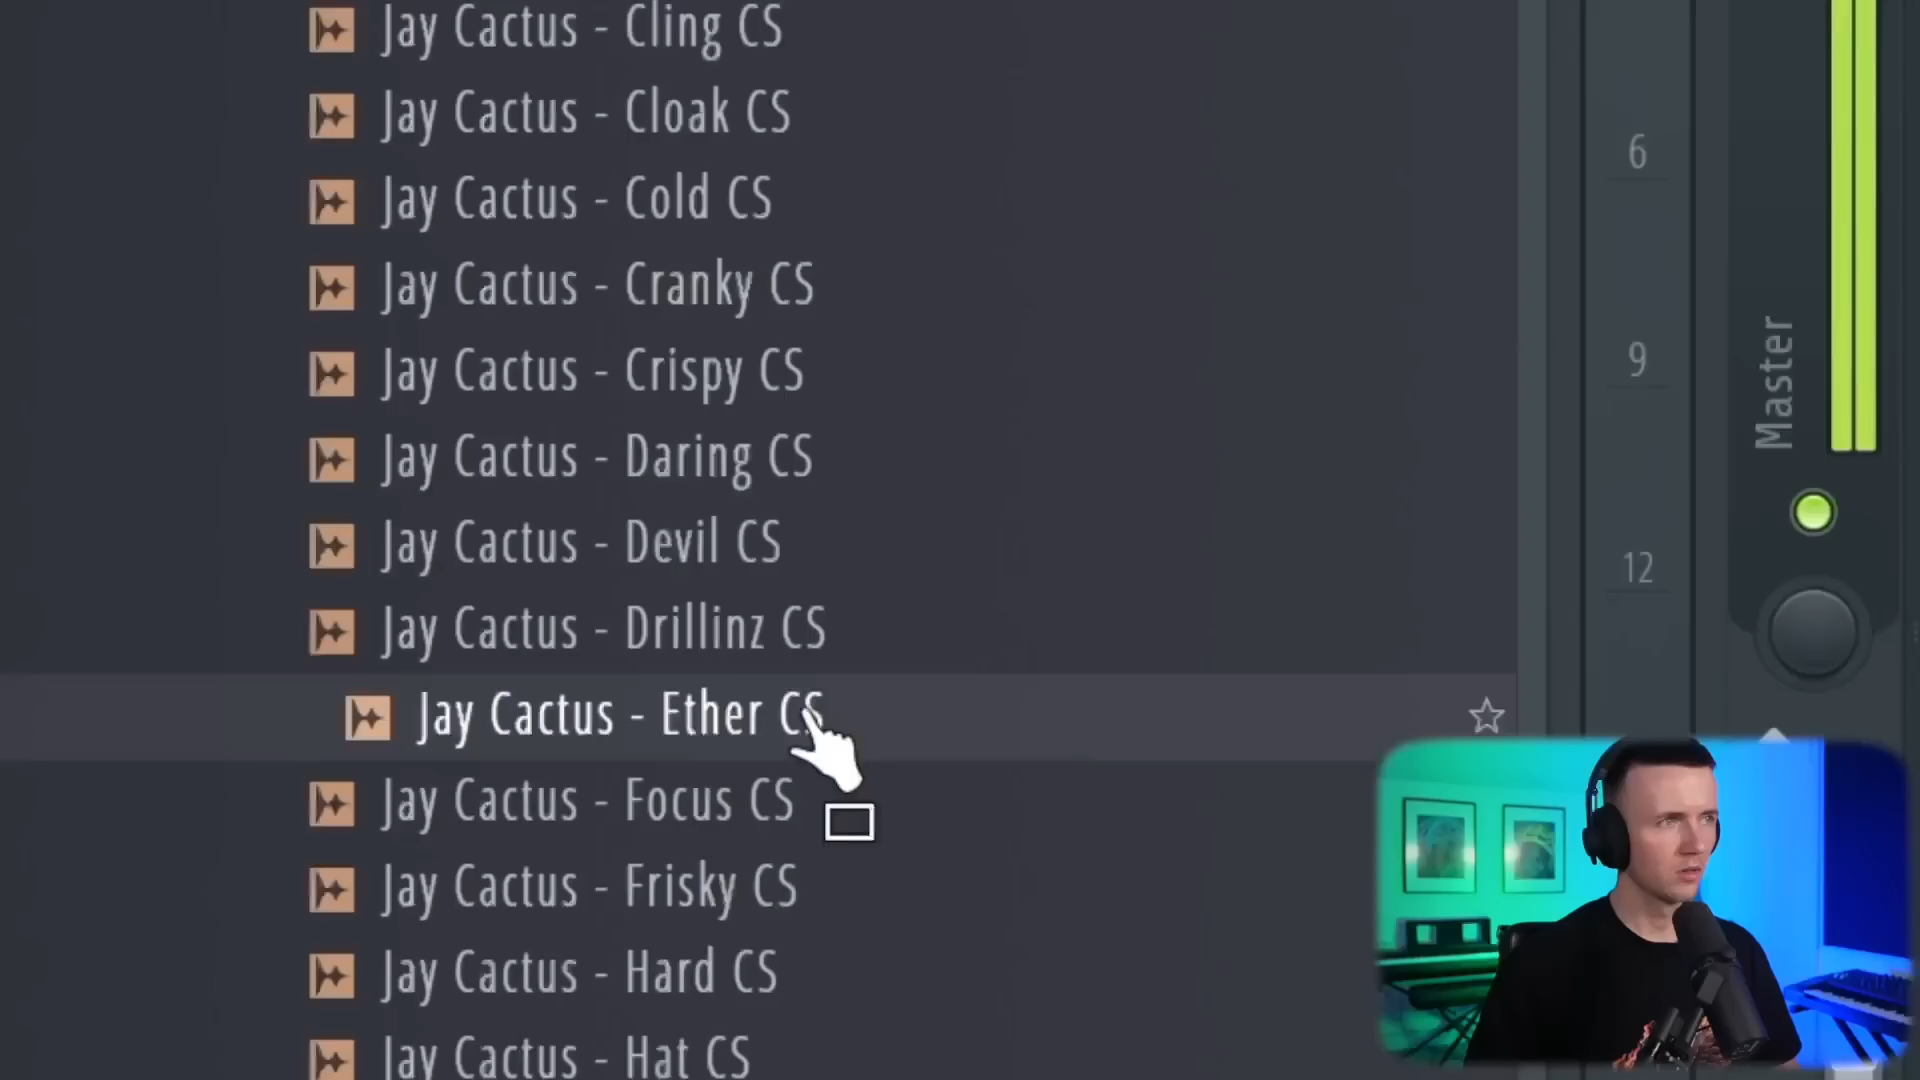 Jay Cactus - Cling CS
Jay Cactus - Cloak CS
Jay Cactus - Cold CS
Jay Cactus - Cranky CS
Jay Cactus - Crispy CS
Jay Cactus - Daring CS
Jay Cactus - Devil CS
Jay Cactus - Drillinz CS
Jay Cactus - Ether CS
Jay Cactus - Focus CS
Jay Cactus - Frisky CS
Jay Cactus - Hard CS
Jay Cactus - Hat CS
6
9
12
Master